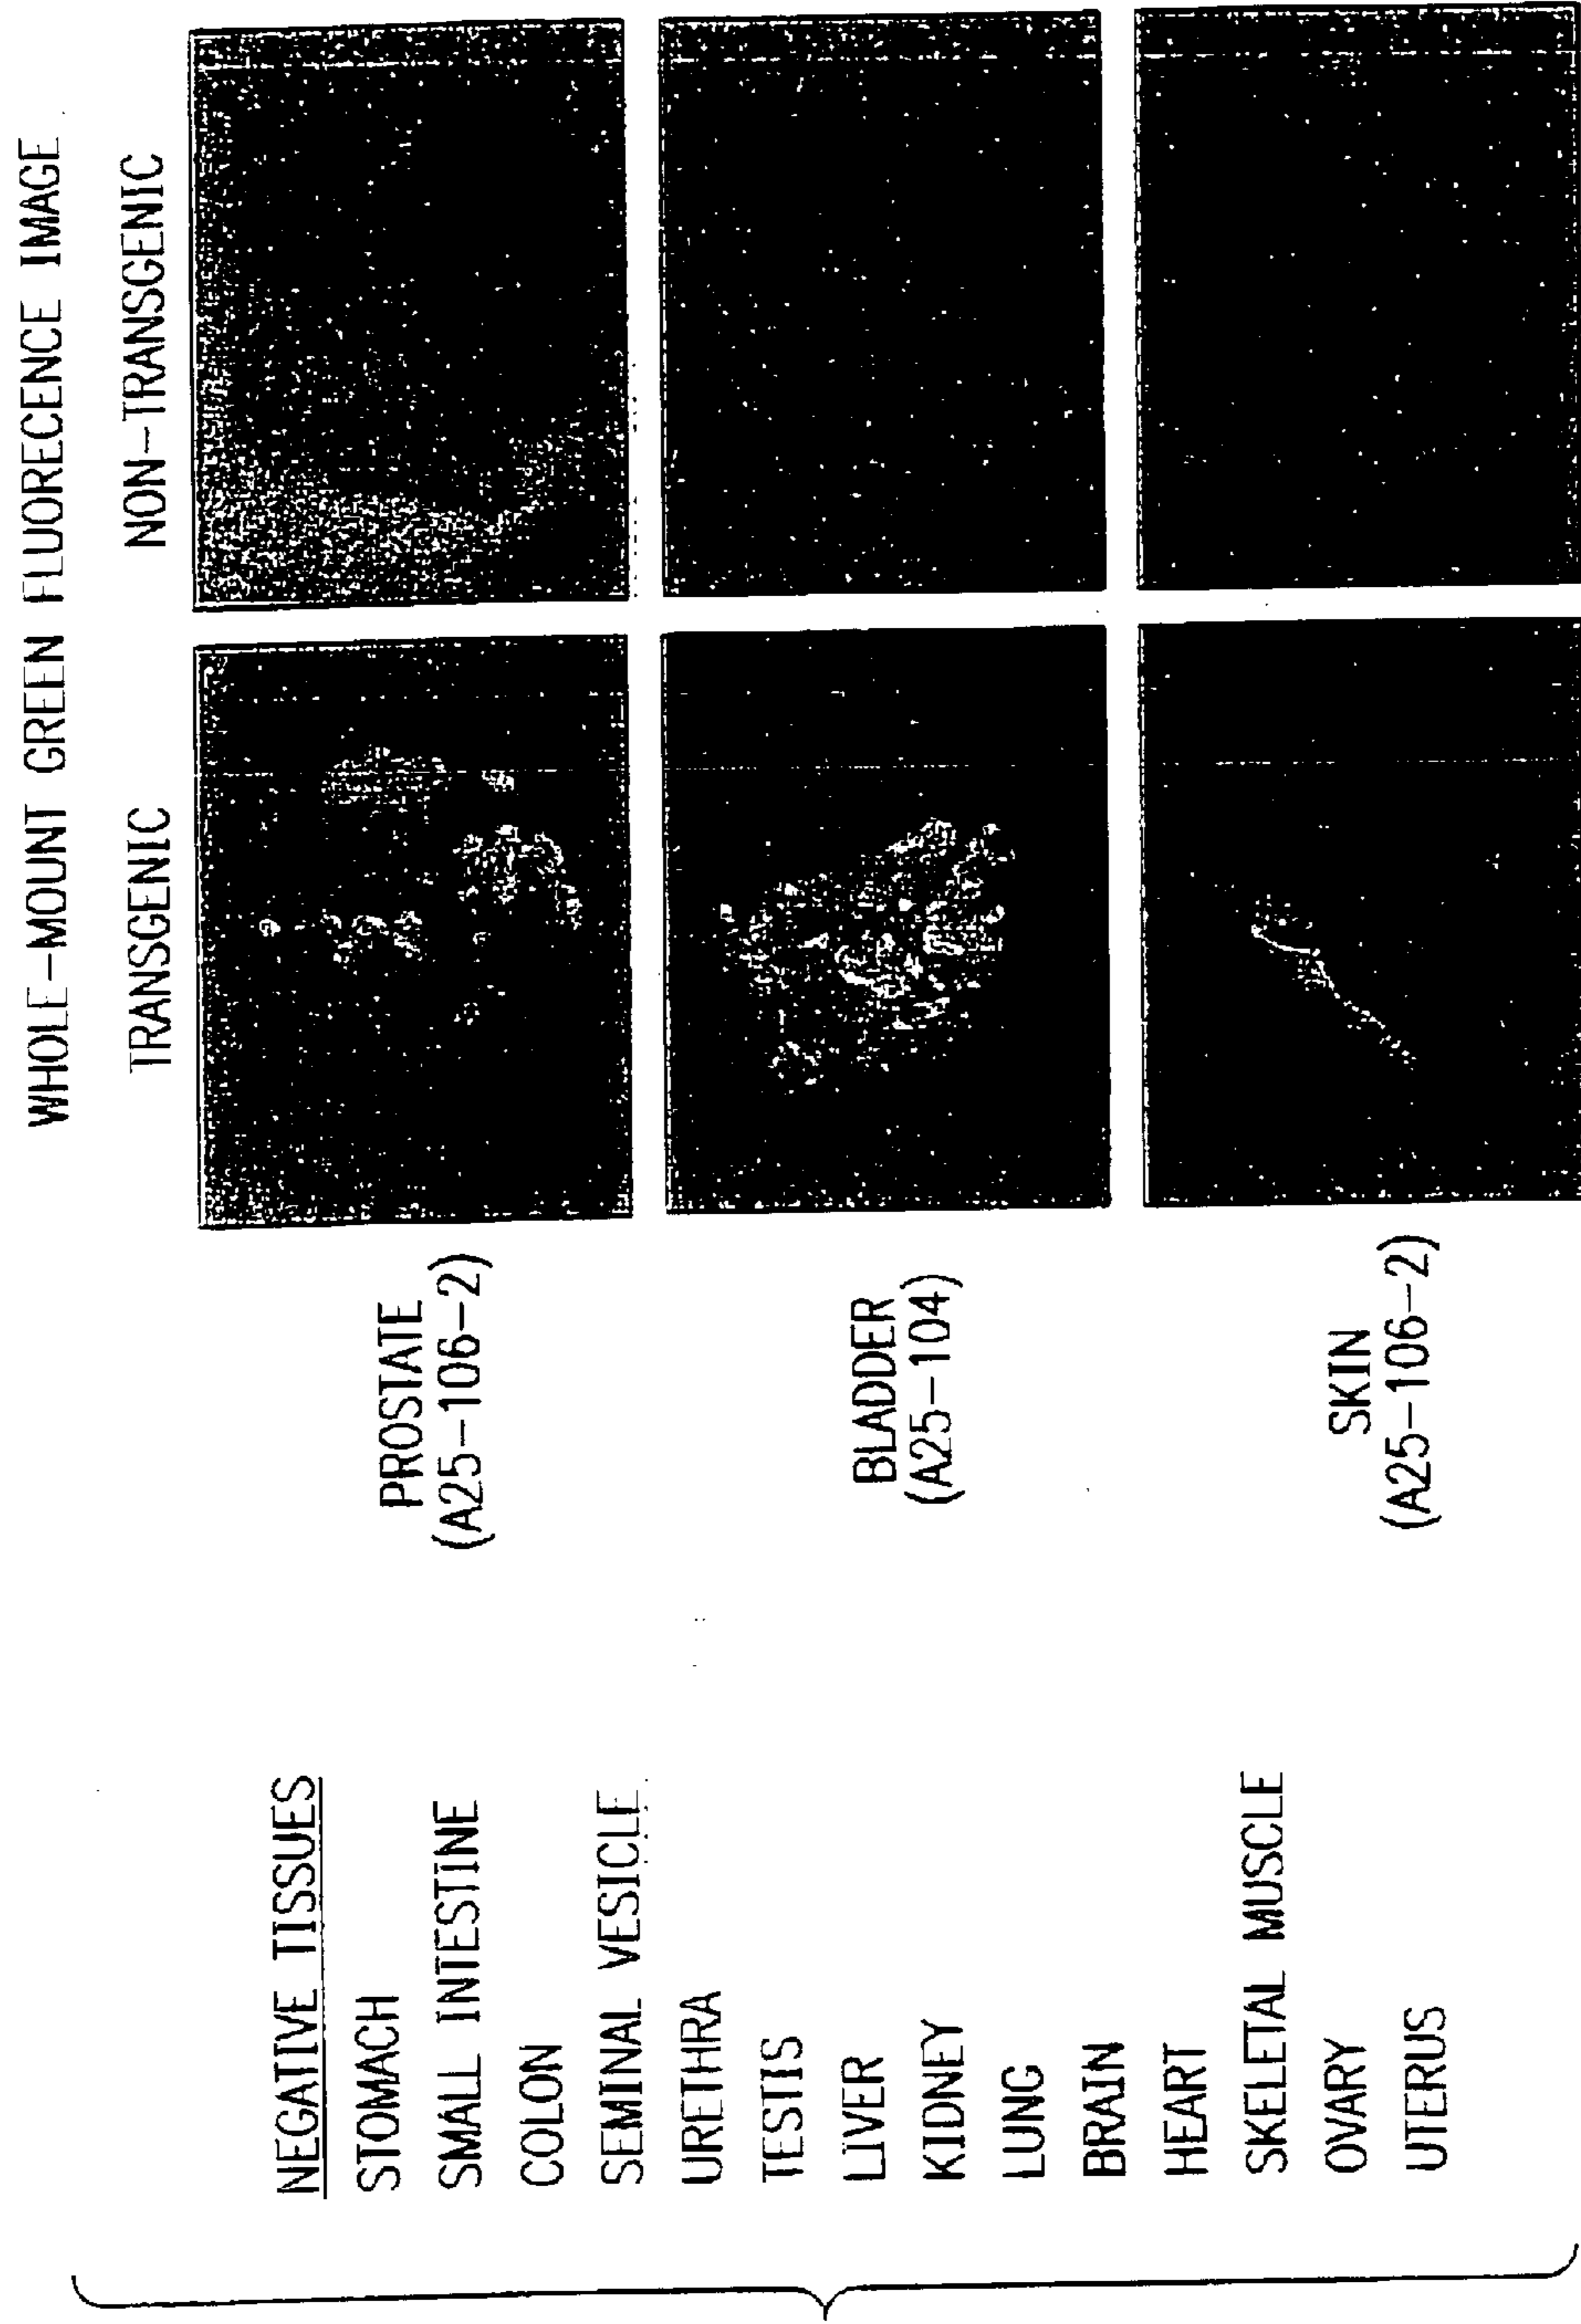 WHOLE-MOUNT GREEN FLUORECENCE IMAGE
TRANSGENIC
NON-TRANSGENIC
PROSTATE
(A25-106-2)
BLADDER
(A25-104)
SKIN
(A25-106-2)
NEGATIVE TISSUES
STOMACH
SMALL INTESTINE
COLON
SEMINAL VESICLE
URETHRA
TESTIS
LIVER
KIDNEY
LUNG
BRAIN
HEART
SKELETAL MUSCLE
OVARY
UTERUS